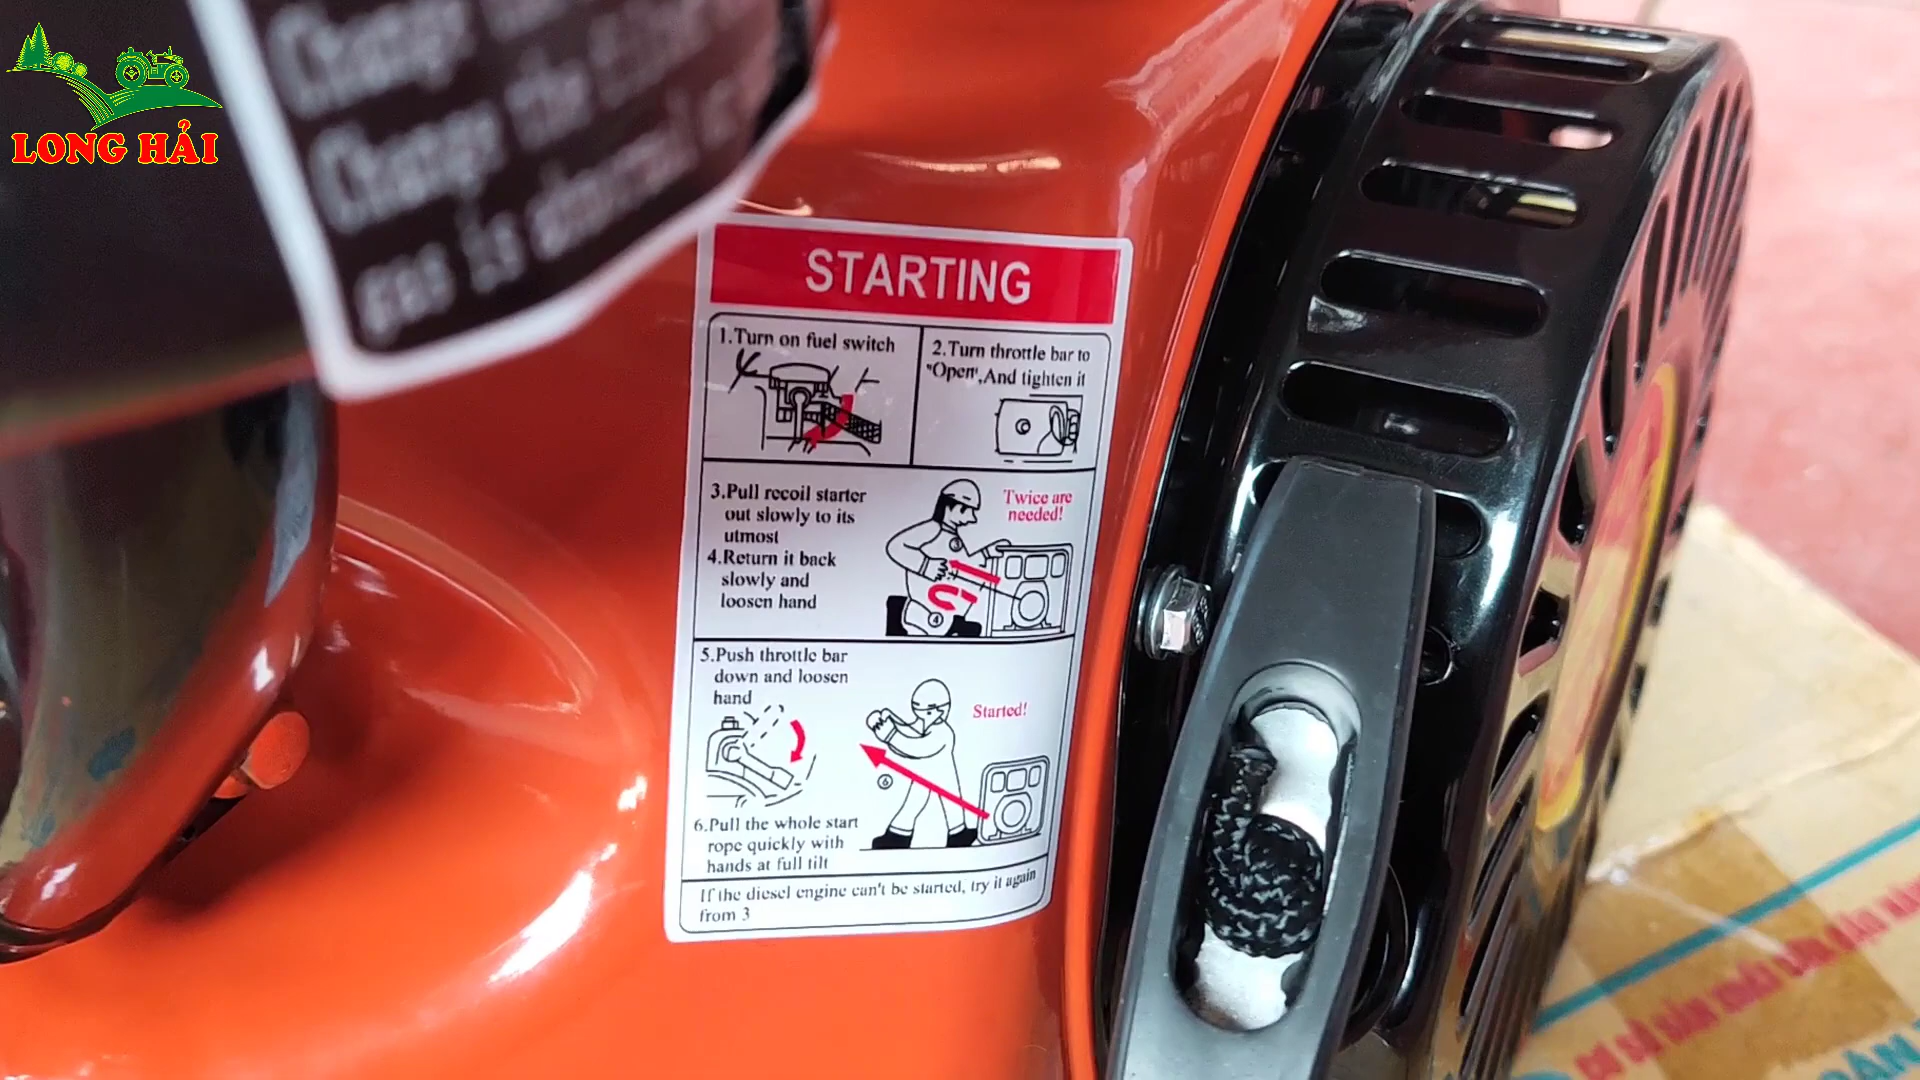 LONG HẢI
Change
Change the
gas is
STARTING
1.Turn on fuel switch
2.Turn throttle bar to
"Open",And tighten it
3.Pull recoil starter
out slowly to its
utmost
4.Return it back
slowly and
loosen hand
Twice are
needed!
3
4
5.Push throttle bar
down and loosen
hand
Started!
6
6.Pull the whole start
rope quickly with
hands at full tilt
If the diesel engine can't be started, try it again
from 3